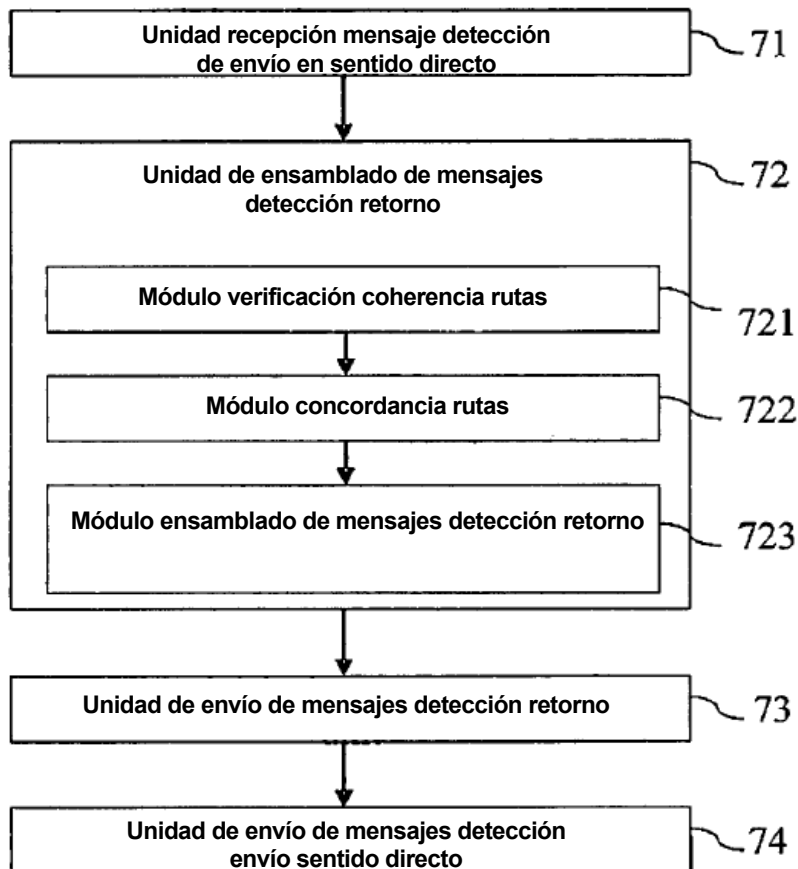 Unidad recepción mensaje detección
de envío en sentido directo
71
Unidad de ensamblado de mensajes
detección retorno
72
Módulo verificación coherencia rutas
721
Módulo concordancia rutas
722
Módulo ensamblado de mensajes detección retorno
723
Unidad de envío de mensajes detección retorno
73
Unidad de envío de mensajes detección
envío sentido directo
74